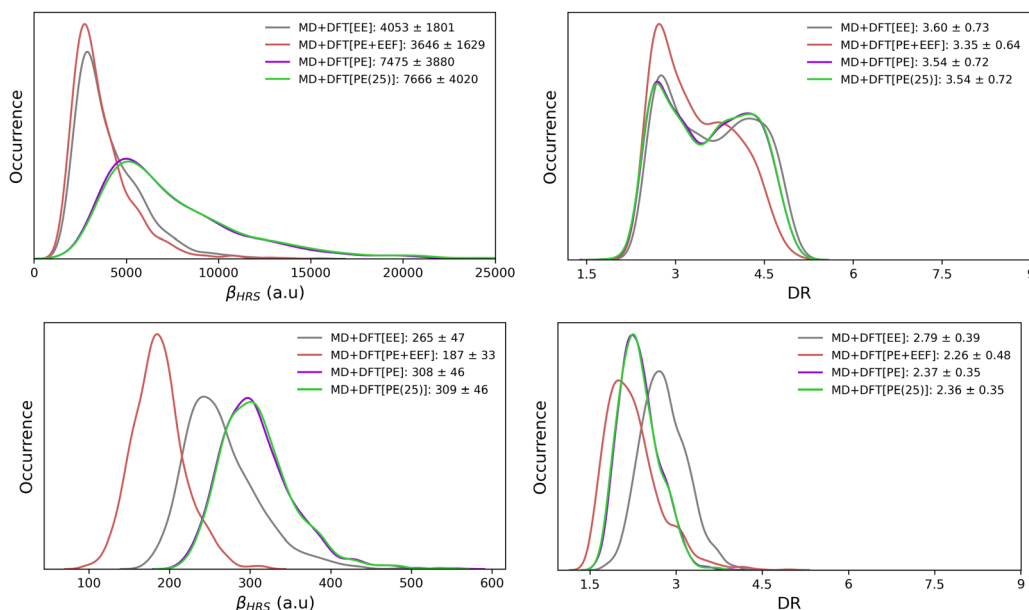 MD+DFT[EE]: 4053 ± 1801
MD+DFT[PE+EEF]: 3646 ± 1629
MD+DFT[PE]: 7475 ± 3880
MD+DFT[PE(25)]: 7666 ± 4020
Occurrence
0 5000 10000 15000 20000 25000
β_HRS (a.u)
MD+DFT[EE]: 3.60 ± 0.73
MD+DFT[PE+EEF]: 3.35 ± 0.64
MD+DFT[PE]: 3.54 ± 0.72
MD+DFT[PE(25)]: 3.54 ± 0.72
Occurrence
1.5 3 4.5 6 7.5 9
DR
MD+DFT[EE]: 265 ± 47
MD+DFT[PE+EEF]: 187 ± 33
MD+DFT[PE]: 308 ± 46
MD+DFT[PE(25)]: 309 ± 46
Occurrence
100 200 300 400 500 600
β_HRS (a.u)
MD+DFT[EE]: 2.79 ± 0.39
MD+DFT[PE+EEF]: 2.26 ± 0.48
MD+DFT[PE]: 2.37 ± 0.35
MD+DFT[PE(25)]: 2.36 ± 0.35
Occurrence
1.5 3 4.5 6 7.5 9
DR